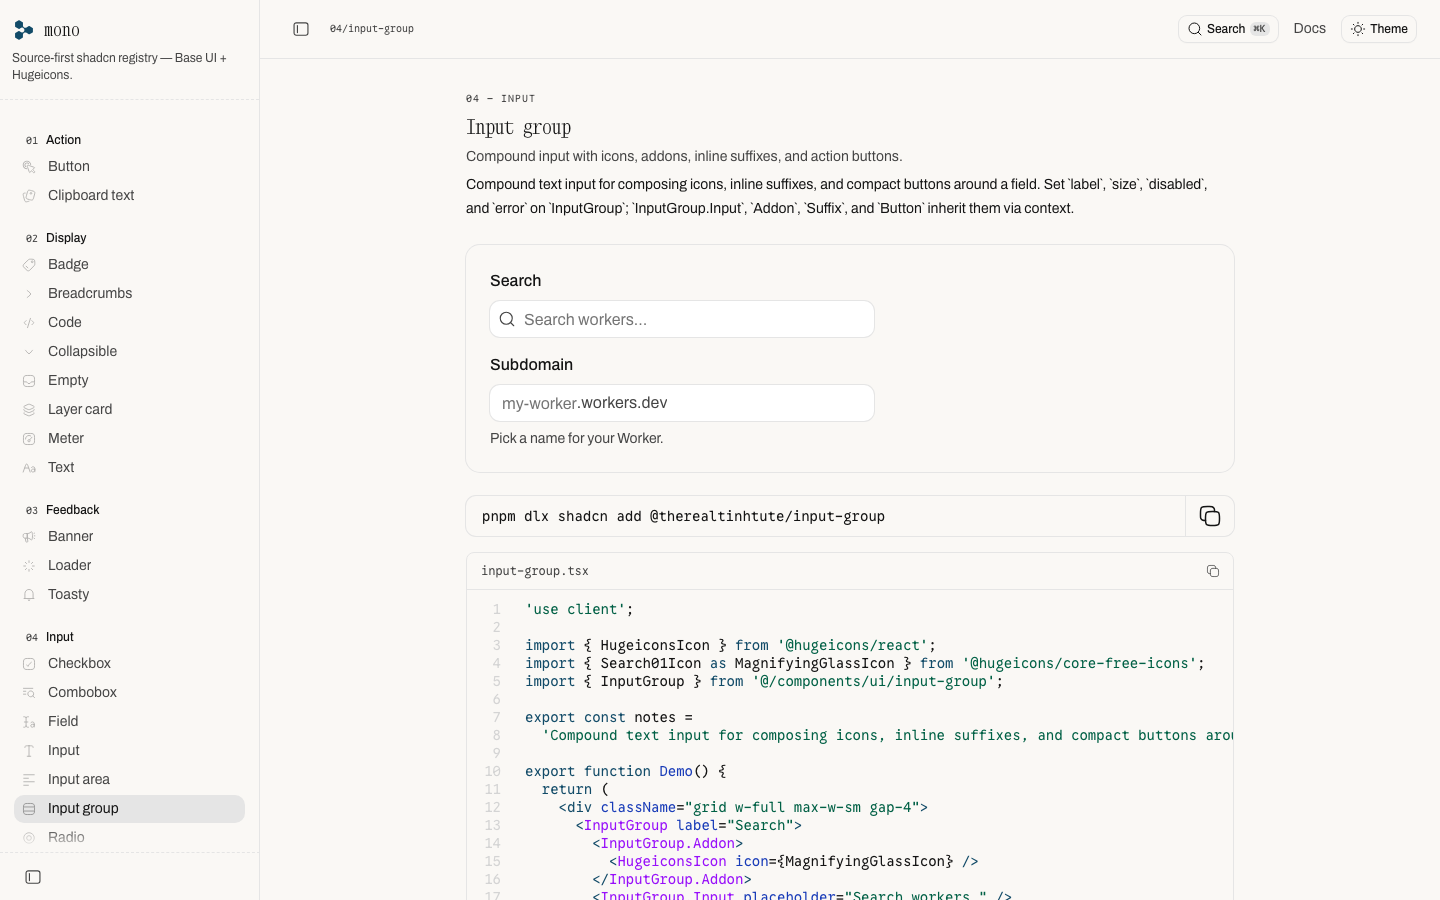 mono
Source-first shadcn registry — Base UI +
Hugeicons.
01 Action
Button
Clipboard text
02 Display
Badge
Breadcrumbs
Code
Collapsible
Empty
Layer card
Meter
Text
03 Feedback
Banner
Loader
Toasty
04 Input
Checkbox
Combobox
Field
Input
Input area
Input group
Radio
04/input-group
Search ⌘K
Docs
Theme
04 — INPUT
Input group
Compound input with icons, addons, inline suffixes, and action buttons.
Compound text input for composing icons, inline suffixes, and compact buttons around a field. Set `label`, `size`, `disabled`,
and `error` on `InputGroup`; `InputGroup.Input`, `Addon`, `Suffix`, and `Button` inherit them via context.
Search
Search workers...
Subdomain
my-worker.workers.dev
Pick a name for your Worker.
pnpm dlx shadcn add @therealtinhtute/input-group
input-group.tsx
1 'use client';
2
3 import { HugeiconsIcon } from '@hugeicons/react';
4 import { Search01Icon as MagnifyingGlassIcon } from '@hugeicons/core-free-icons';
5 import { InputGroup } from '@/components/ui/input-group';
6
7 export const notes =
8 'Compound text input for composing icons, inline suffixes, and compact buttons arou
9
10 export function Demo() {
11 return (
12 <div className="grid w-full max-w-sm gap-4">
13 <InputGroup label="Search">
14 <InputGroup.Addon>
15 <HugeiconsIcon icon={MagnifyingGlassIcon} />
16 </InputGroup.Addon>
17 <InputGroup.Input placeholder="Search workers…" />